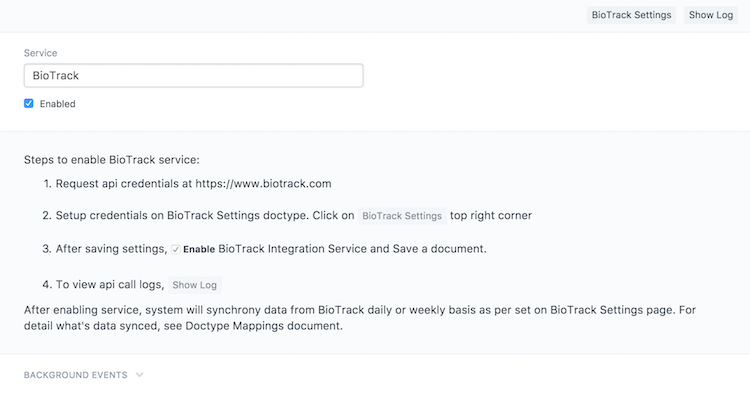 BioTrack Settings Show Log
Service
BioTrack
Enabled
Steps to enable BioTrack service:
1. Request api credentials at https://www.biotrack.com
2. Setup credentials on BioTrack Settings doctype. Click on BioTrack Settings top right corner
3. After saving settings, Enable BioTrack Integration Service and Save a document.
4. To view api call logs, Show Log
After enabling service, system will synchrony data from BioTrack daily or weekly basis as per set on BioTrack Settings page. For
detail what's data synced, see Doctype Mappings document.
BACKGROUND EVENTS